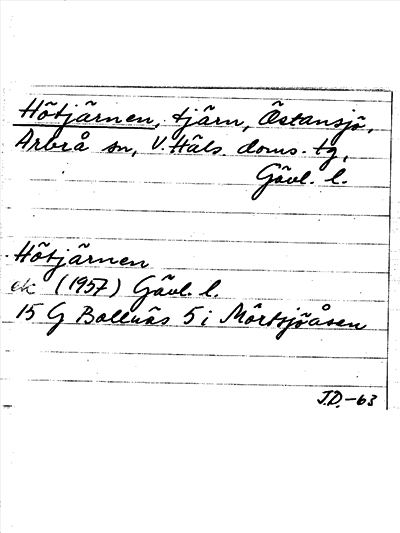 Hötjärnen, tjärn, Östansjö,
Arbrå sn, V. Häls. doms. tg,
Gävl. l.
Hötjärnen
ek (1957) Gävl. l.
15 G Bollnäs 5 i Mörtsjöåsen
J.D.-63